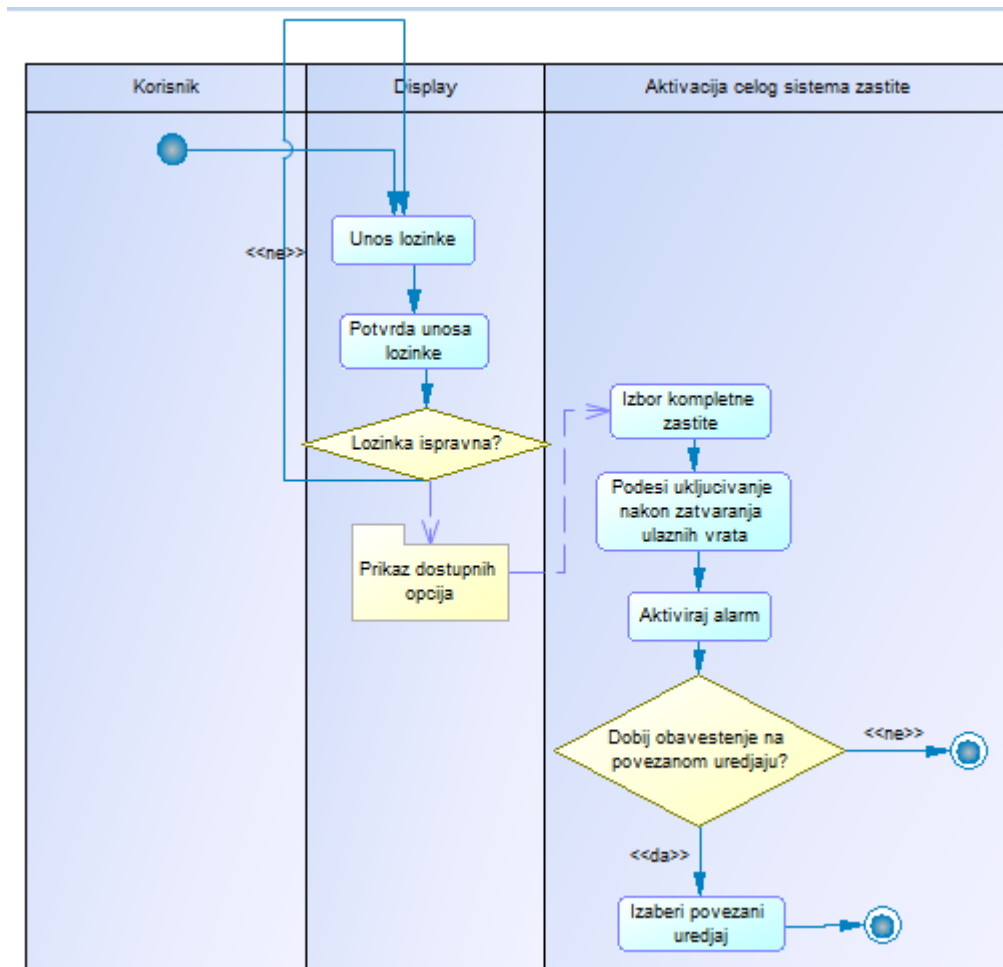 Korisnik
Display
Aktivacija celog sistema zastite
Unos lozinke
<<ne>>
Potvrda unosa
lozinke
Lozinka ispravna?
Prikaz dostupnih
opcija
Izbor kompletne
zastite
Podesi ukljucivanje
nakon zatvaranja
ulaznih vrata
Aktiviraj alarm
Dobij obavestenje na
povezanom uredjaju?
<<ne>>
<<da>>
Izaberi povezani
uredjaj